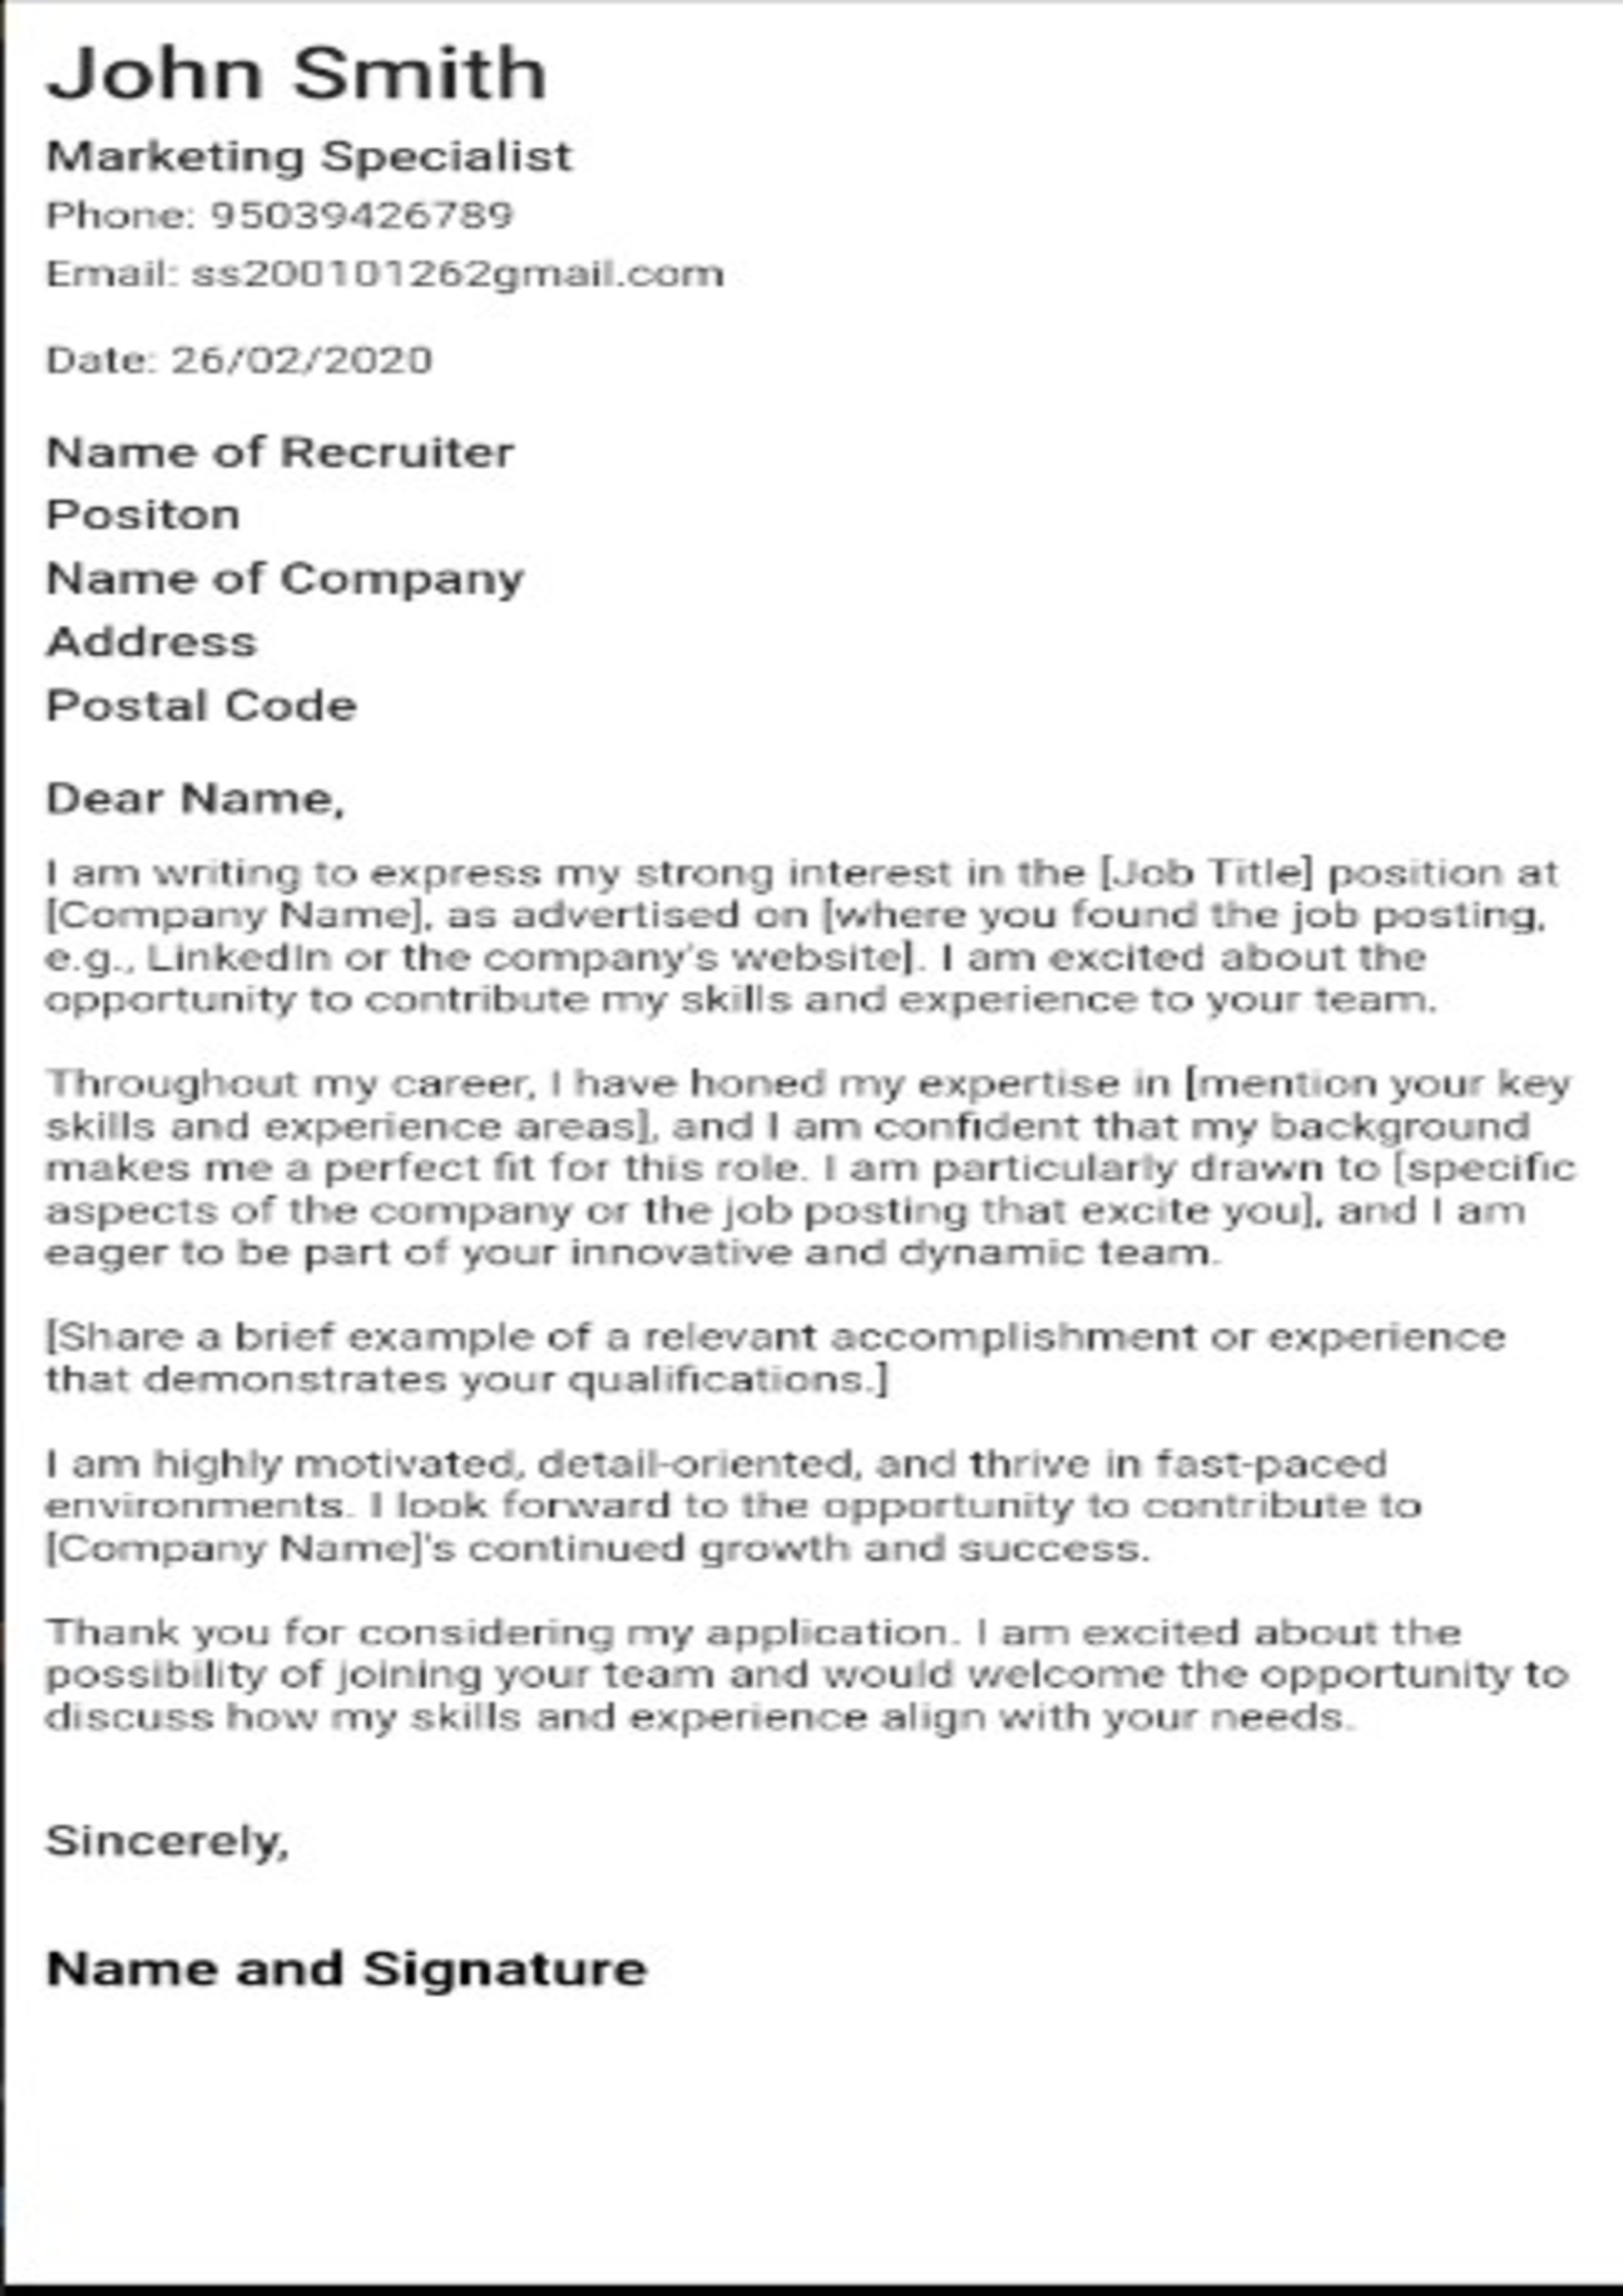 John Smith
Marketing Specialist
Phone: 95039426789
Email: ss200101262gmail.com
Date: 26/02/2020
Name of Recruiter
Positon
Name of Company
Address
Postal Code
Dear Name,
I am writing to express my strong interest in the [Job Title] position at
[Company Name], as advertised on [where you found the job posting,
e.g., LinkedIn or the company's website]. I am excited about the
opportunity to contribute my skills and experience to your team.
Throughout my career, I have honed my expertise in [mention your key
skills and experience areas], and I am confident that my background
makes me a perfect fit for this role. I am particularly drawn to [specific
aspects of the company or the job posting that excite you], and I am
eager to be part of your innovative and dynamic team.
[Share a brief example of a relevant accomplishment or experience
that demonstrates your qualifications.]
I am highly motivated, detail-oriented, and thrive in fast-paced
environments. I look forward to the opportunity to contribute to
[Company Name]'s continued growth and success.
Thank you for considering my application. I am excited about the
possibility of joining your team and would welcome the opportunity to
discuss how my skills and experience align with your needs.
Sincerely,
Name and Signature